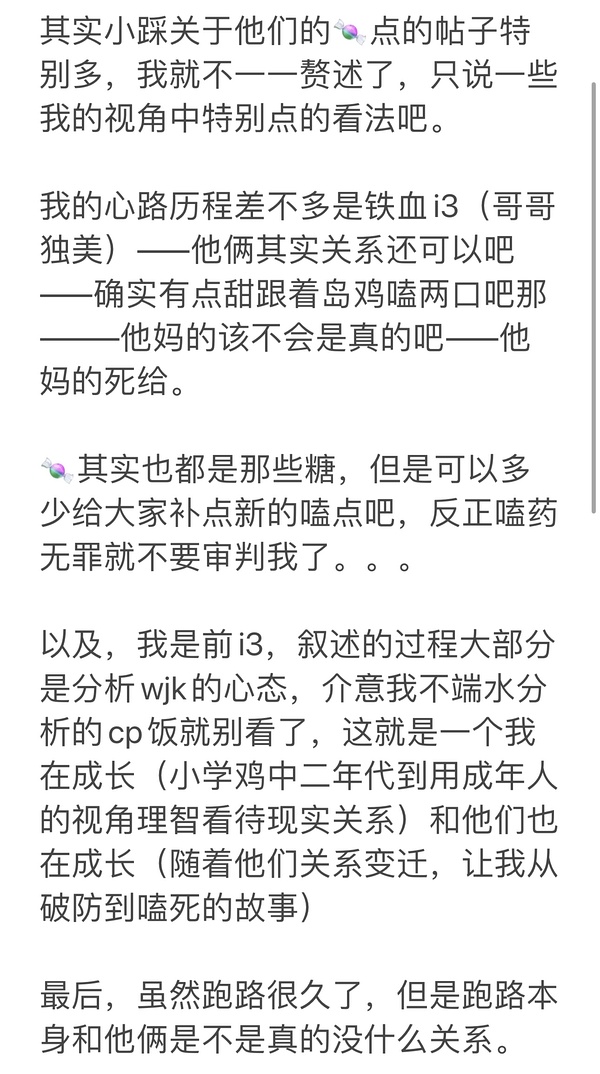 其实小踩关于他们的🍬点的帖子特
别多，我就不一一赘述了，只说一些
我的视角中特别点的看法吧。
我的心路历程差不多是铁血i3（哥哥
独美）——他俩其实关系还可以吧
——确实有点甜跟着岛鸡嗑两口吧那
———他妈的该不会是真的吧——他
妈的死给。
🍬其实也都是那些糖，但是可以多
少给大家补点新的嗑点吧，反正嗑药
无罪就不要审判我了。。。
以及，我是前i3，叙述的过程大部分
是分析wjk的心态，介意我不端水分
析的cp饭就别看了，这就是一个我
在成长（小学鸡中二年代到用成年人
的视角理智看待现实关系）和他们也
在成长（随着他们关系变迁，让我从
破防到嗑死的故事）
最后，虽然跑路很久了，但是跑路本
身和他俩是不是真的没什么关系。